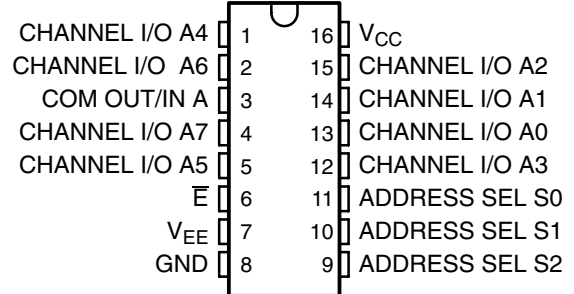 CHANNEL I/O A4 1 16 VCC
CHANNEL I/O A6 2 15 CHANNEL I/O A2
COM OUT/IN A 3 14 CHANNEL I/O A1
CHANNEL I/O A7 4 13 CHANNEL I/O A0
CHANNEL I/O A5 5 12 CHANNEL I/O A3
E̅ 6 11 ADDRESS SEL S0
VEE 7 10 ADDRESS SEL S1
GND 8 9 ADDRESS SEL S2